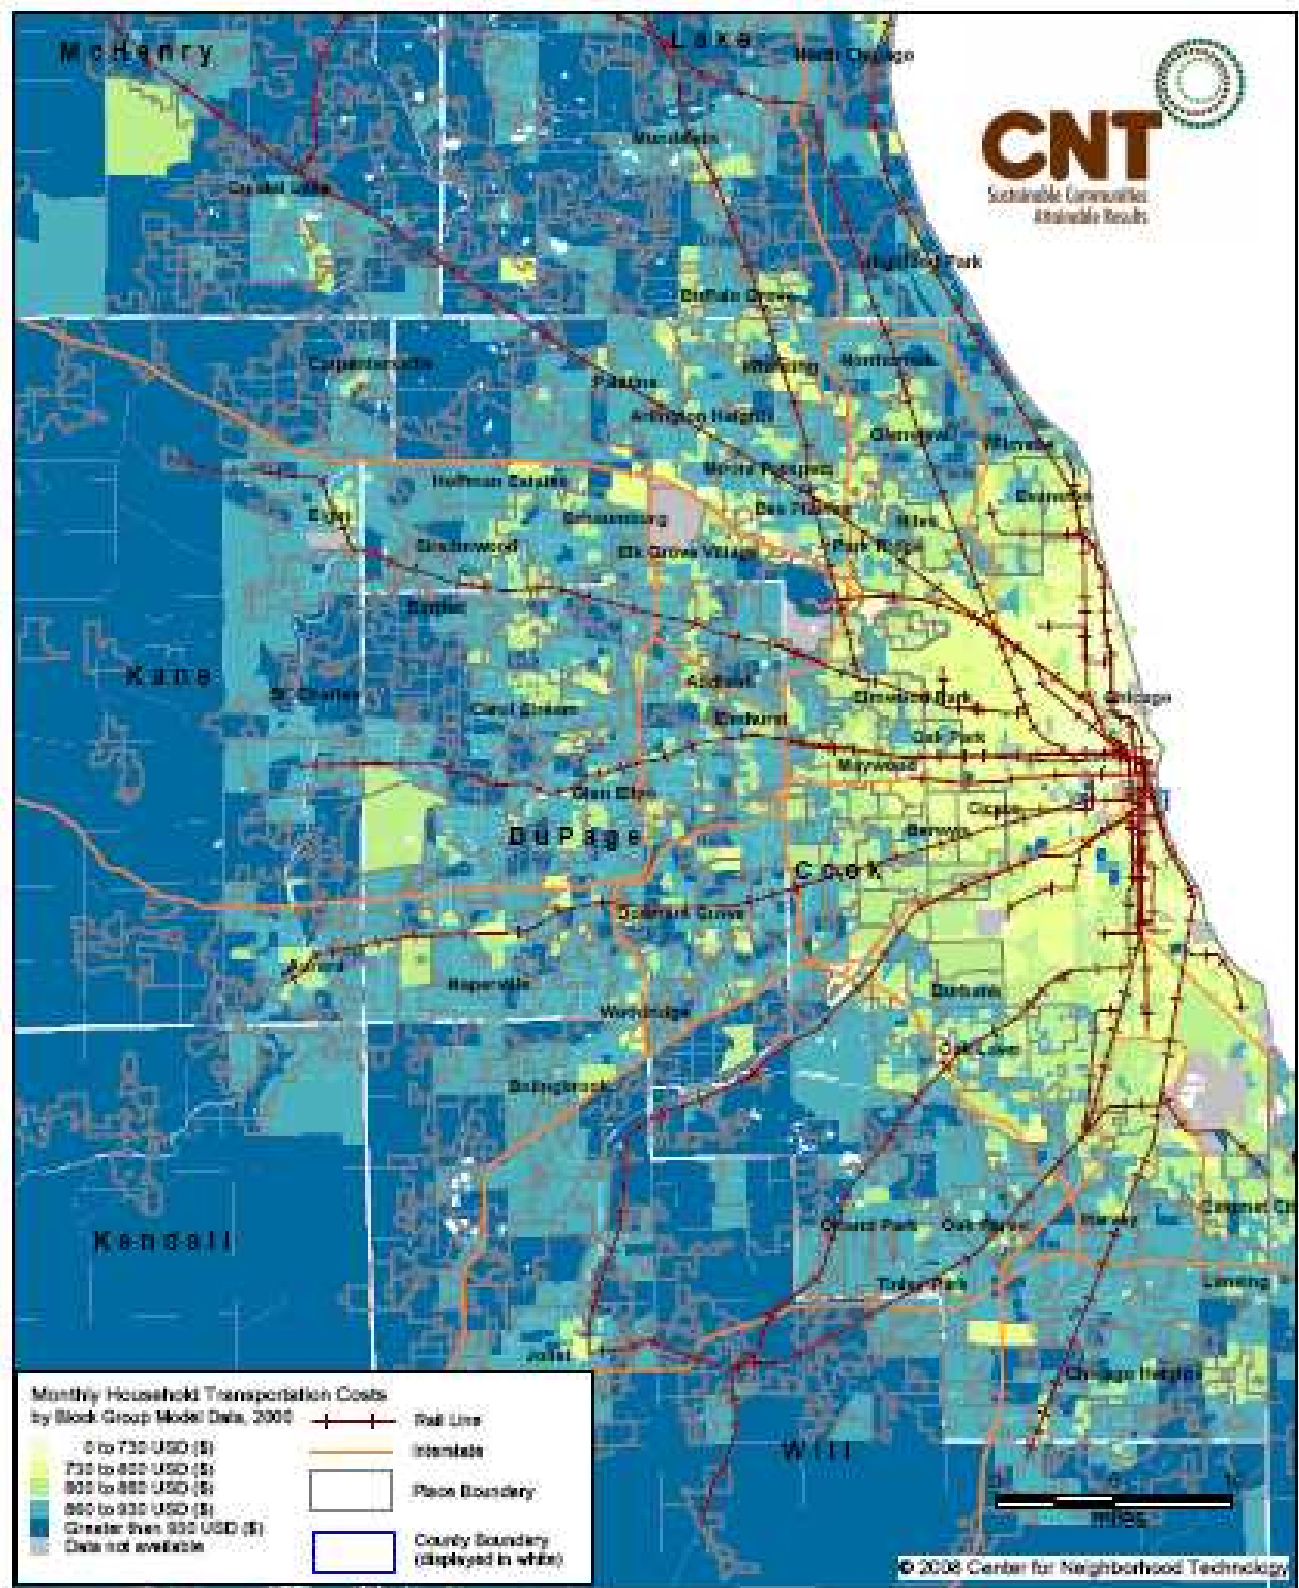 McHenry
Lake
North Chicago
CNT
Sustainable Communities
Attainable Results
Mundelein
Crystal Lake
Highland Park
Buffalo Grove
Carpentersville
Palatine
Wheeling
Northbrook
Arlington Heights
Glenview
Wilmette
Mount Prospect
Hoffman Estates
Evanston
Des Plaines
Schaumburg
Niles
Elgin
Streamwood
Elk Grove Village
Park Ridge
Bartlett
Kane
St. Charles
Addison
Elmwood Park
Chicago
Carol Stream
Elmhurst
Oak Park
Maywood
Glen Ellyn
Cicero
DuPage
Berwyn
Cook
Downers Grove
Naperville
Burbank
Woodridge
Oak Lawn
Bolingbrook
Kendall
Orland Park
Oak Forest
Harvey
Calumet Ci
Tinley Park
Lansing
Joliet
Chicago Heights
Will
Monthly Household Transportation Costs
by Block Group Model Data, 2000
0 to 730 USD ($)
730 to 800 USD ($)
800 to 860 USD ($)
860 to 930 USD ($)
Greater then 930 USD ($)
Data not available
Rail Line
Interstate
Place Boundary
County Boundary
(displayed in white)
miles
© 2008 Center for Neighborhood Technology